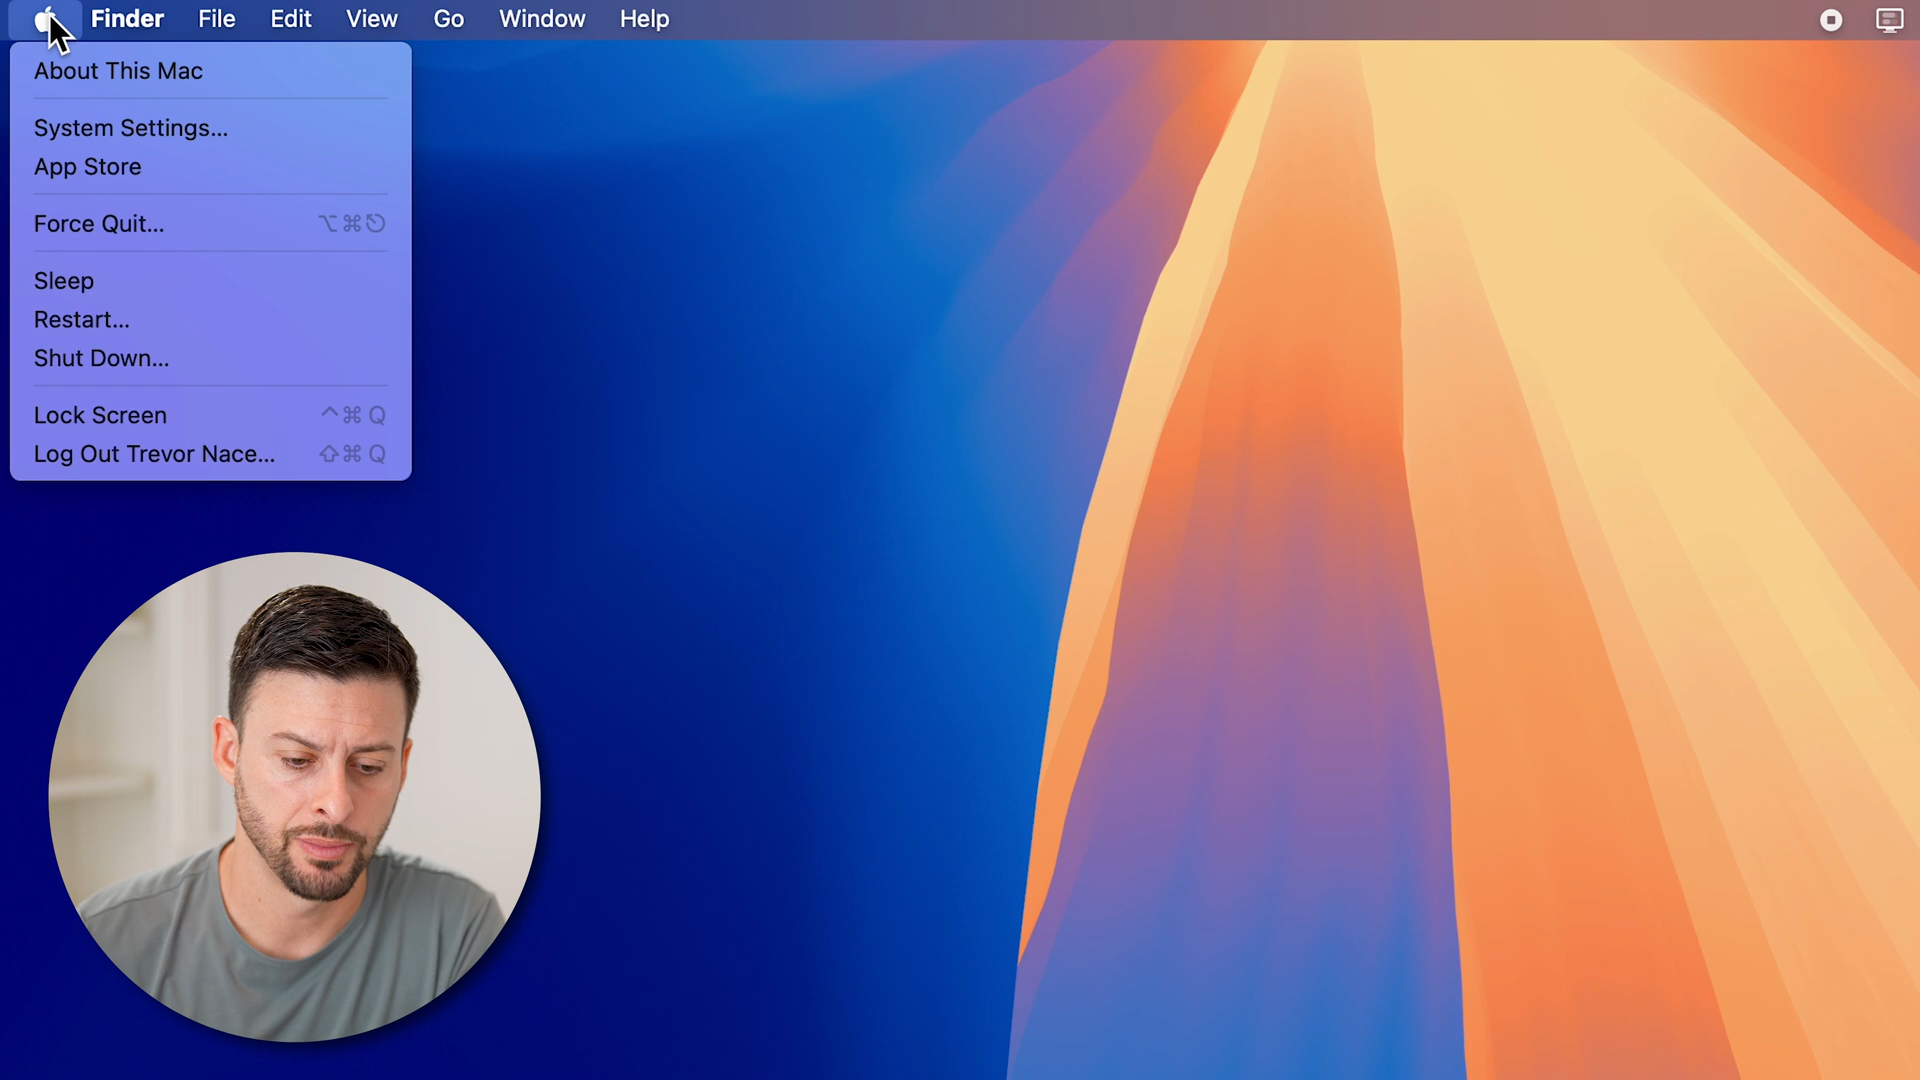 Finder File Edit View Go Window Help
About This Mac
System Settings...
App Store
Force Quit... ⌥⌘⎋
Sleep
Restart...
Shut Down...
Lock Screen ^⌘Q
Log Out Trevor Nace... ⇧⌘Q